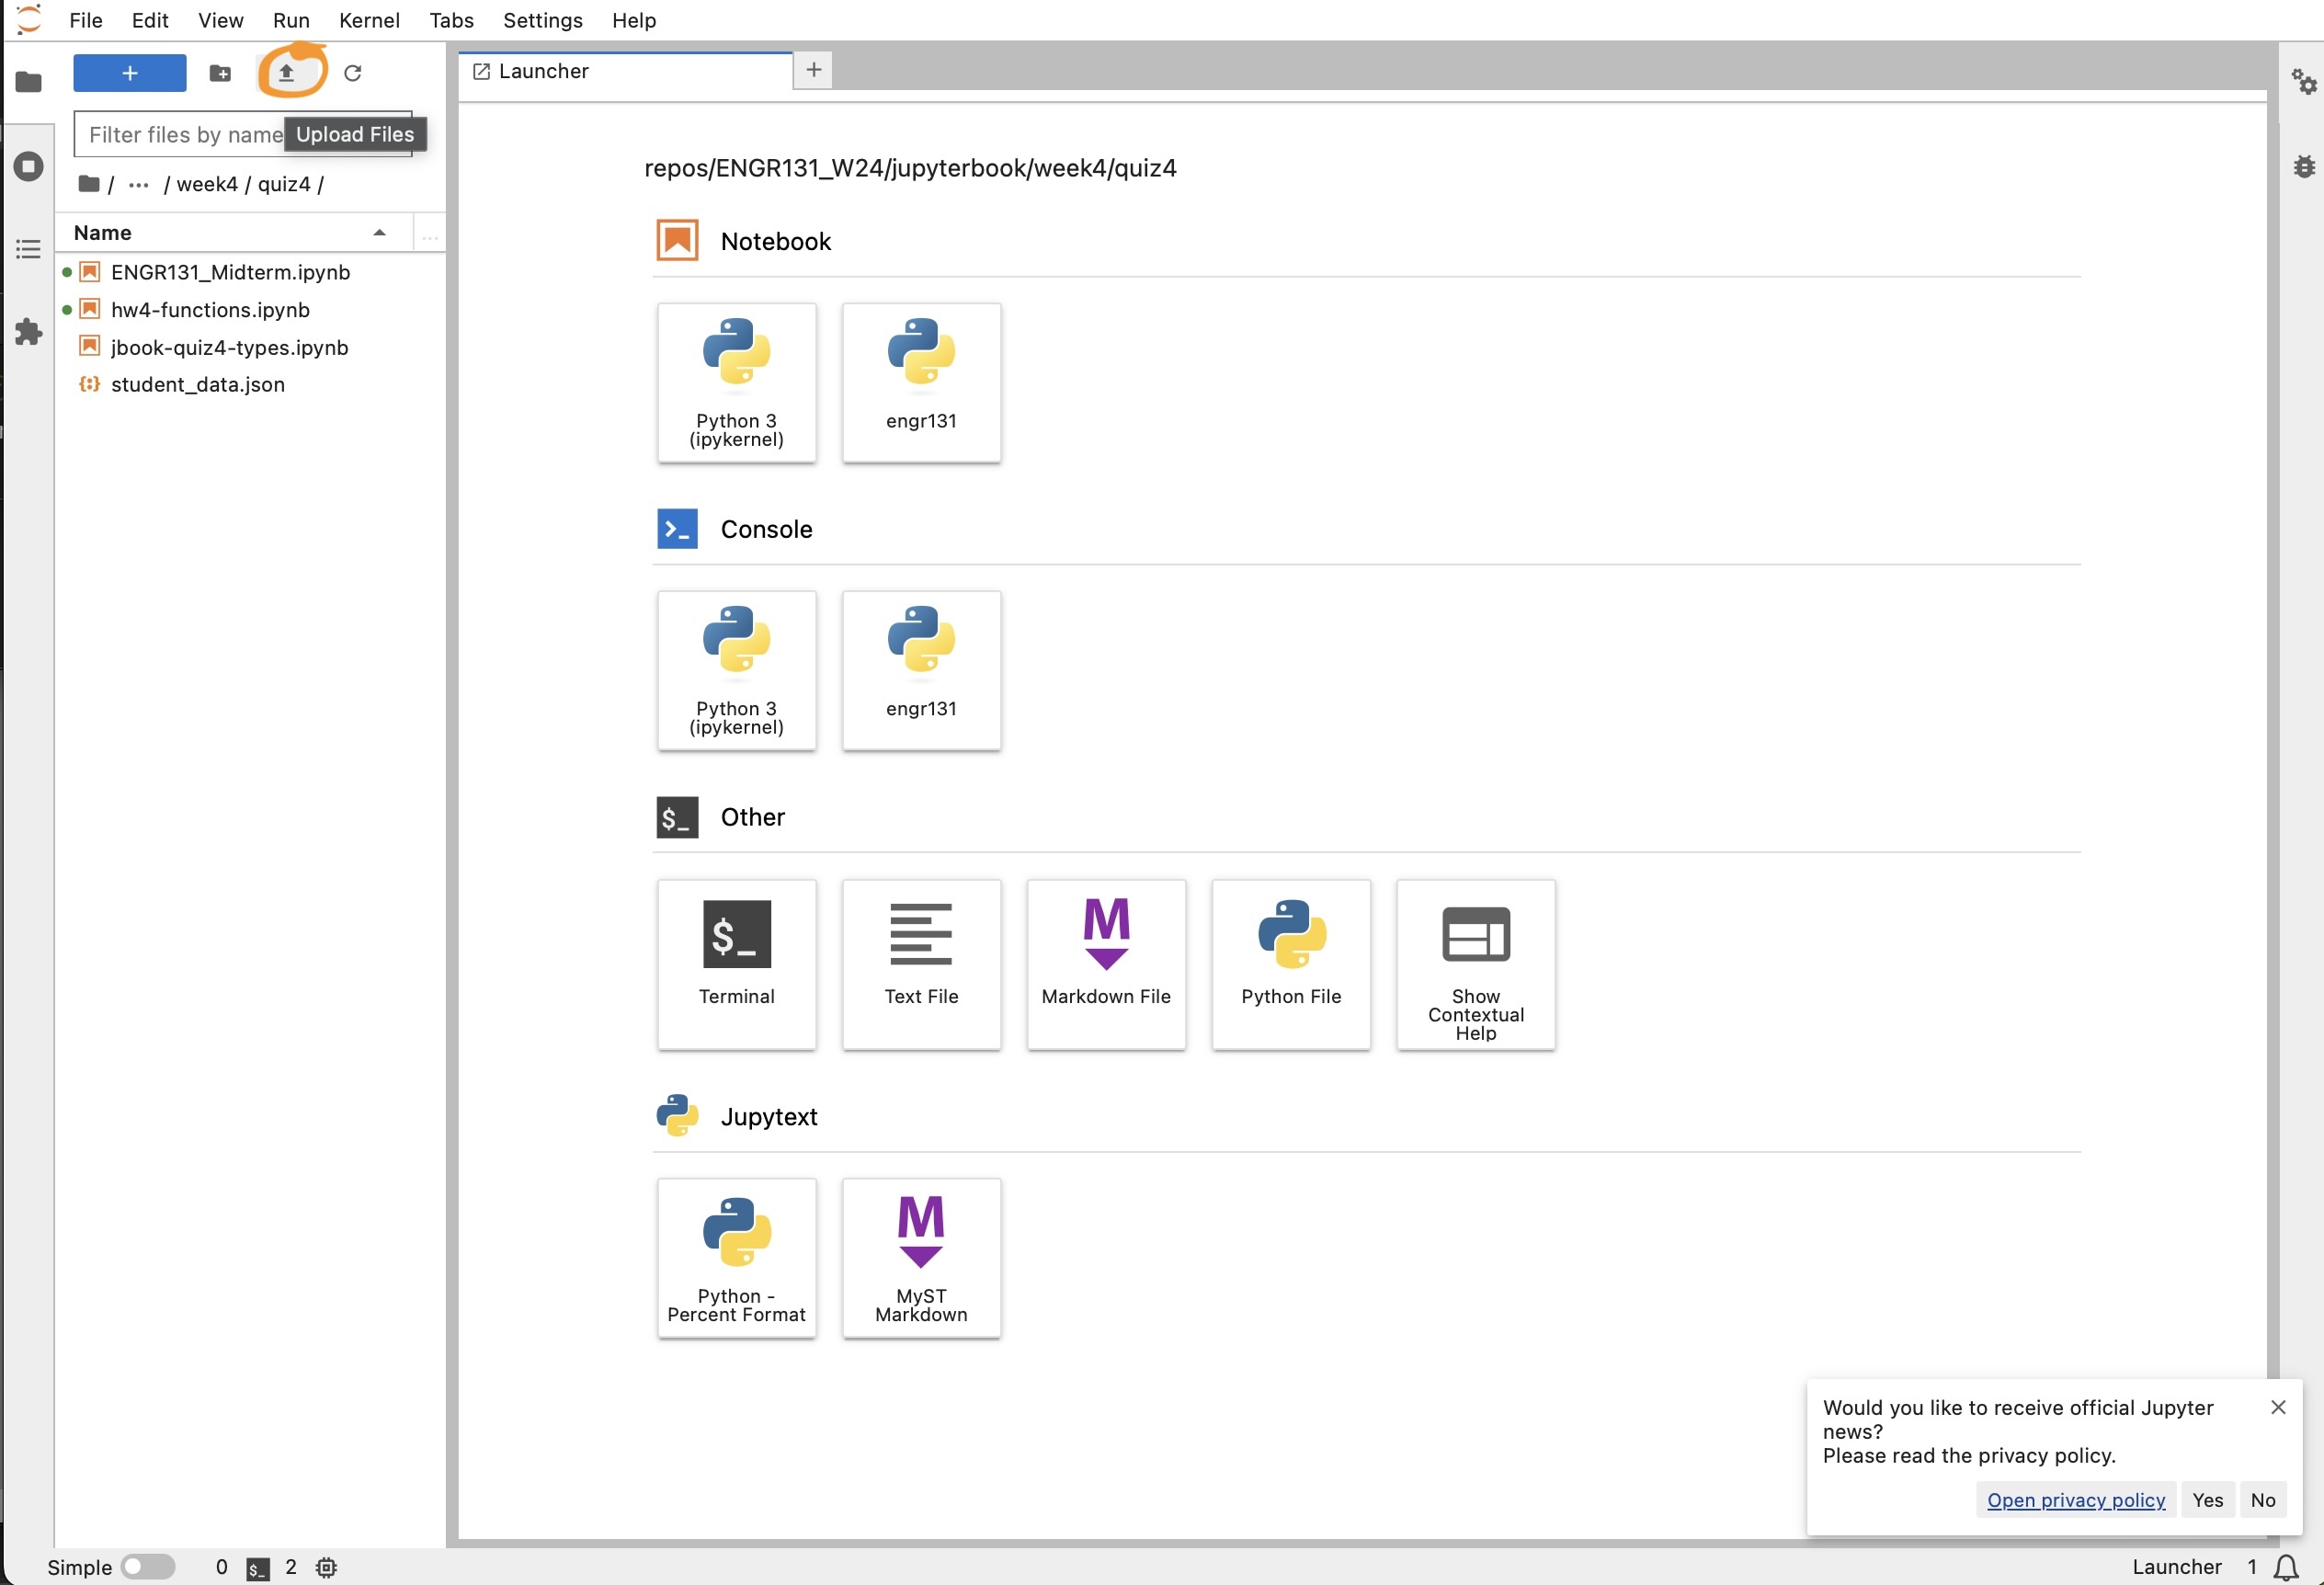 File Edit View Run Kernel Tabs Settings Help
+
Filter files by name
Upload Files
/ ... / week4 / quiz4 /
Name
...
ENGR131_Midterm.ipynb
hw4-functions.ipynb
jbook-quiz4-types.ipynb
student_data.json
Launcher
+
repos/ENGR131_W24/jupyterbook/week4/quiz4
Notebook
Python 3
(ipykernel)
engr131
Console
Python 3
(ipykernel)
engr131
$_ Other
$_
Terminal
Text File
M
Markdown File
Python File
Show
Contextual
Help
Jupytext
Python -
Percent Format
M
MyST
Markdown
Would you like to receive official Jupyter
news?
Please read the privacy policy.
Open privacy policy Yes No
Simple 0 $_ 2
Launcher 1